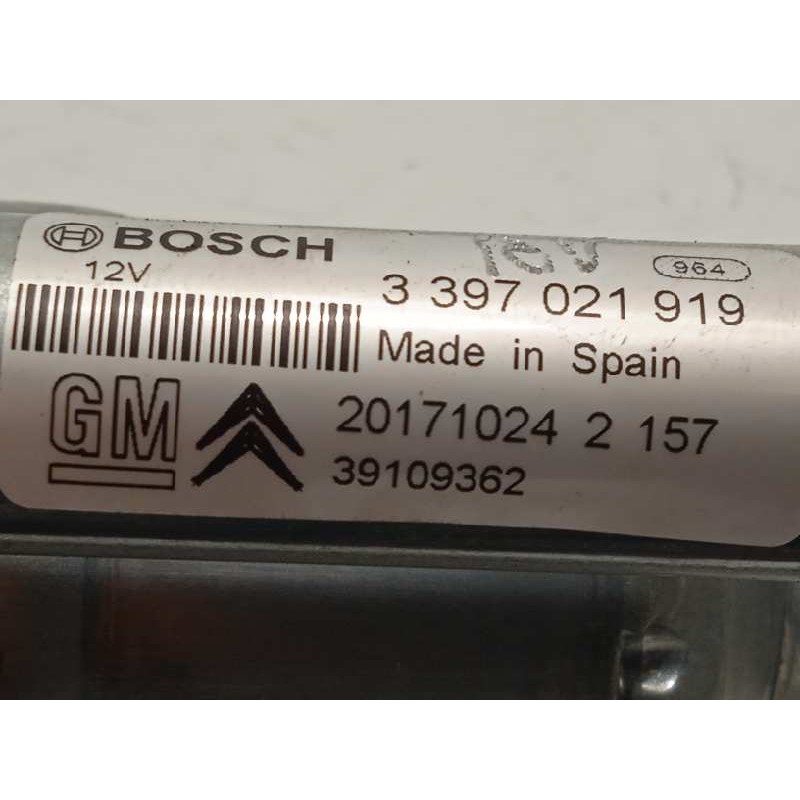 BOSCH
12V
964
3 397 021 919
Made in Spain
GM
20171024 2 157
39109362